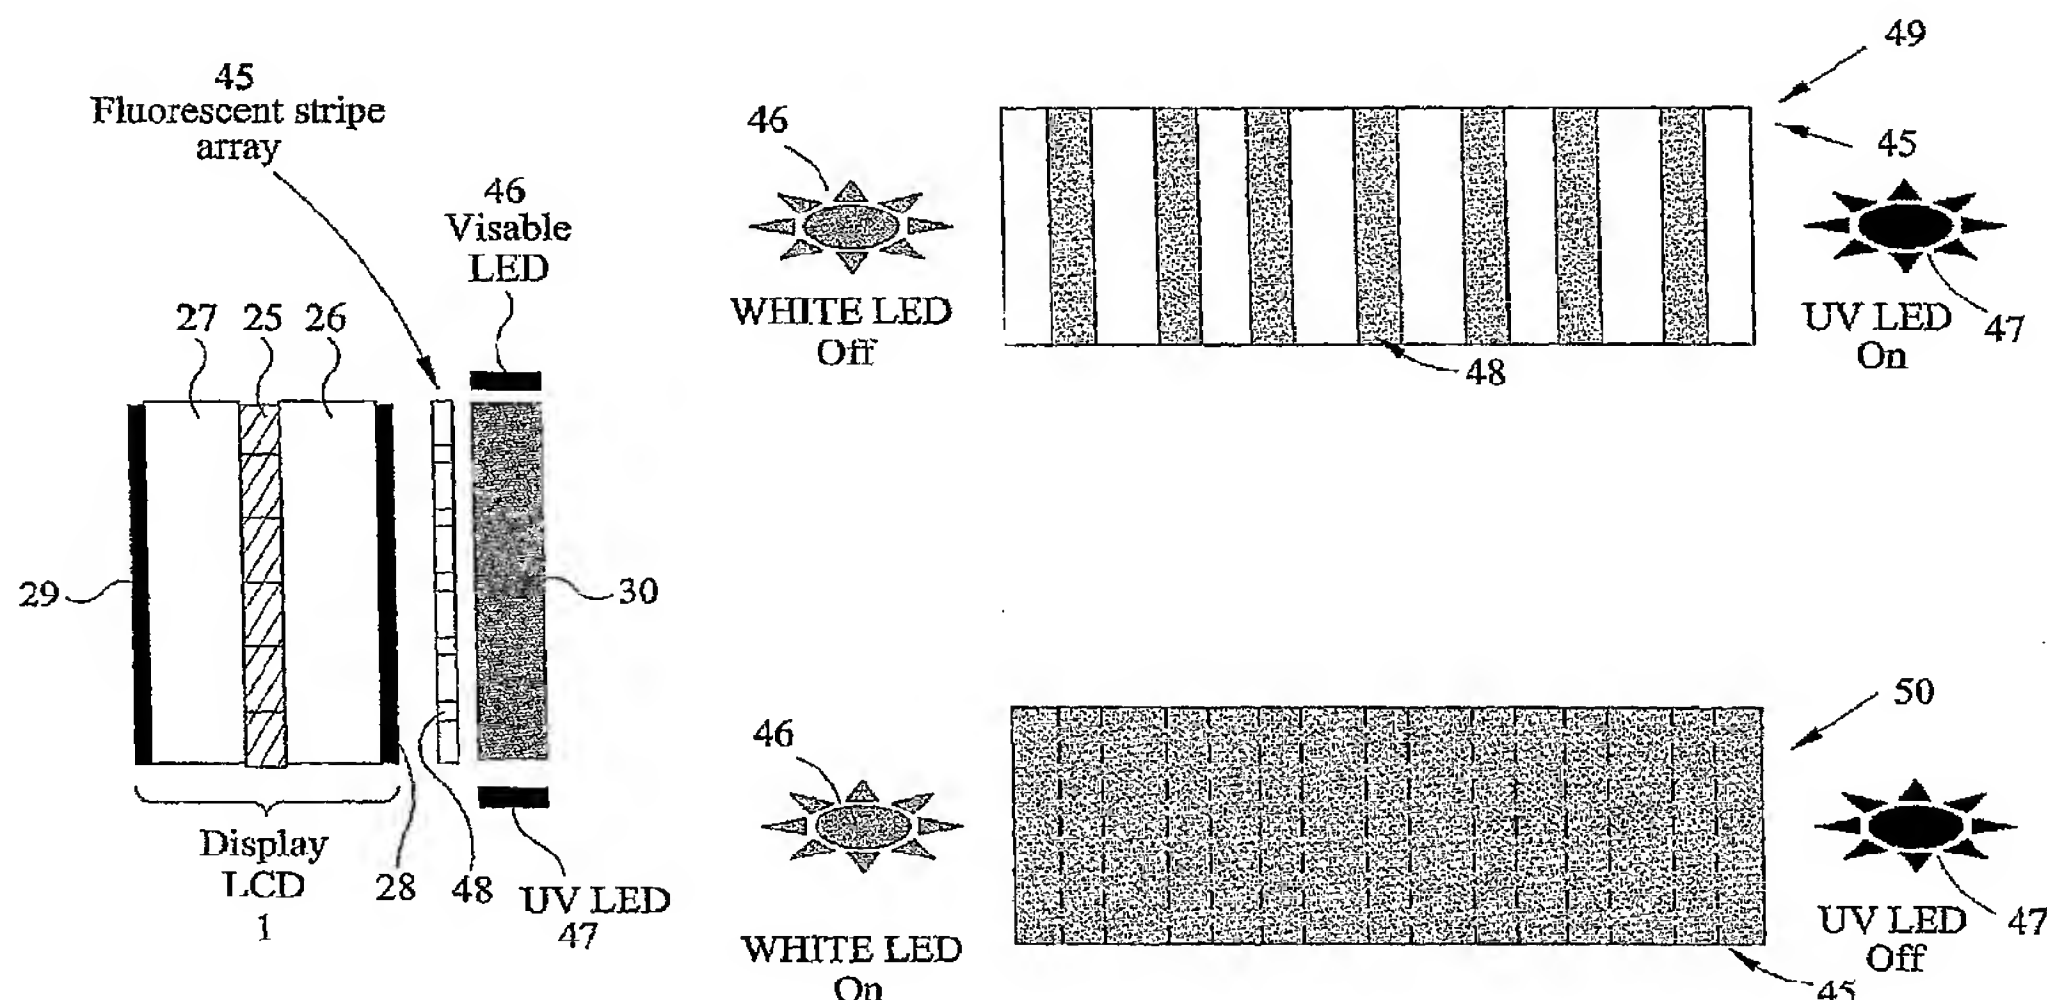 45
Fluorescent stripe
array
46
Visable
LED
27 25 26
29
30
Display
LCD
1
28
48
UV LED
47
46
WHITE LED
Off
49
45
48
UV LED
On
47
46
WHITE LED
On
50
UV LED
Off
47
45